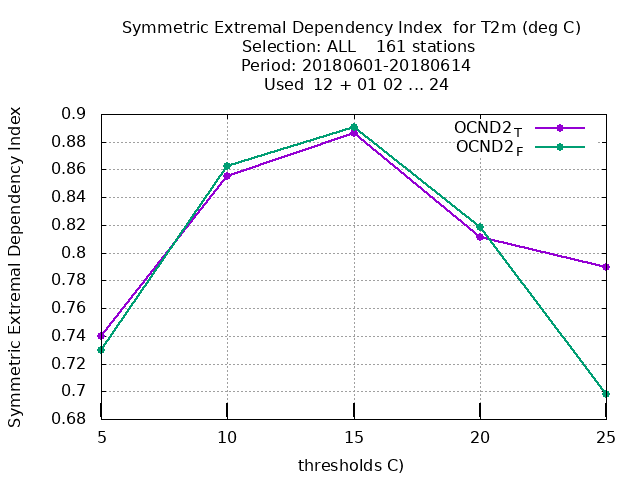 Symmetric Extremal Dependency Index  for T2m (deg C)
Selection: ALL    161 stations
Period: 20180601-20180614
Used  12 + 01 02 ... 24
Symmetric Extremal Dependency Index
0.9
0.88
0.86
0.84
0.82
0.8
0.78
0.76
0.74
0.72
0.7
0.68
OCND2T
OCND2F
5 10 15 20 25
thresholds C)